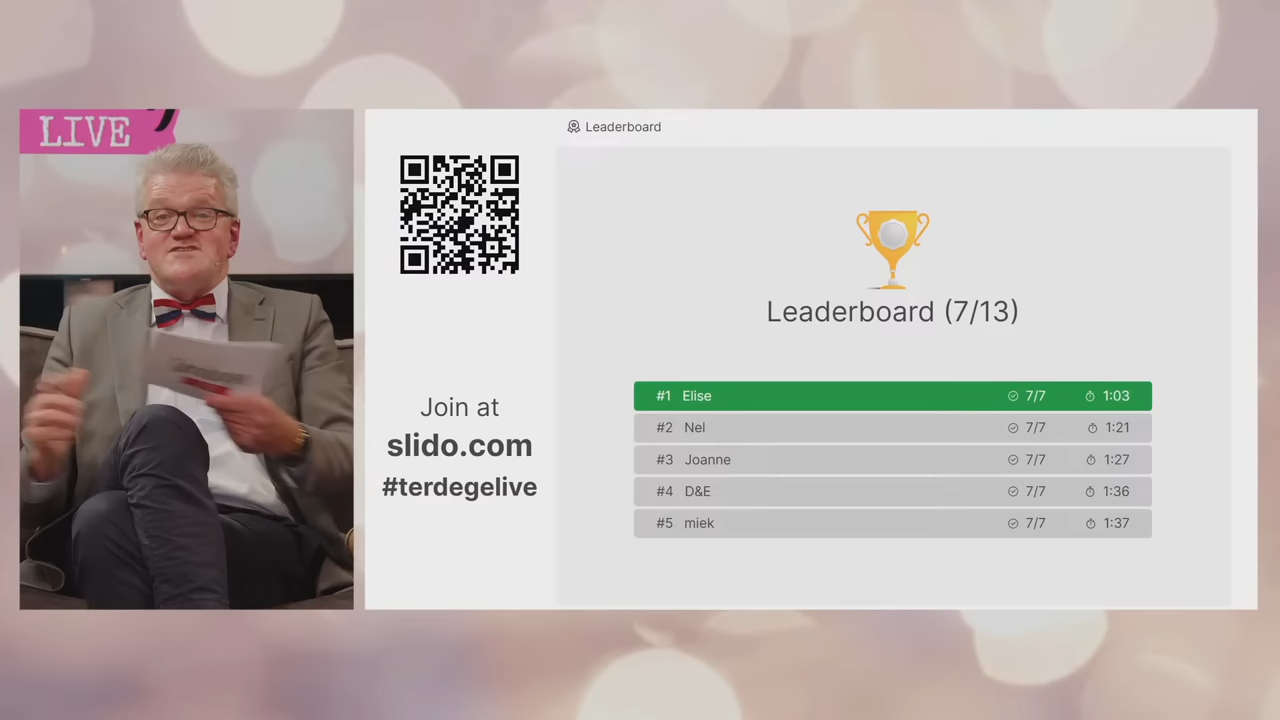 LIVE
Leaderboard
Leaderboard (7/13)
Join at
slido.com
#terdegelive
#1 Elise 7/7 1:03
#2 Nel 7/7 1:21
#3 Joanne 7/7 1:27
#4 D&E 7/7 1:36
#5 miek 7/7 1:37